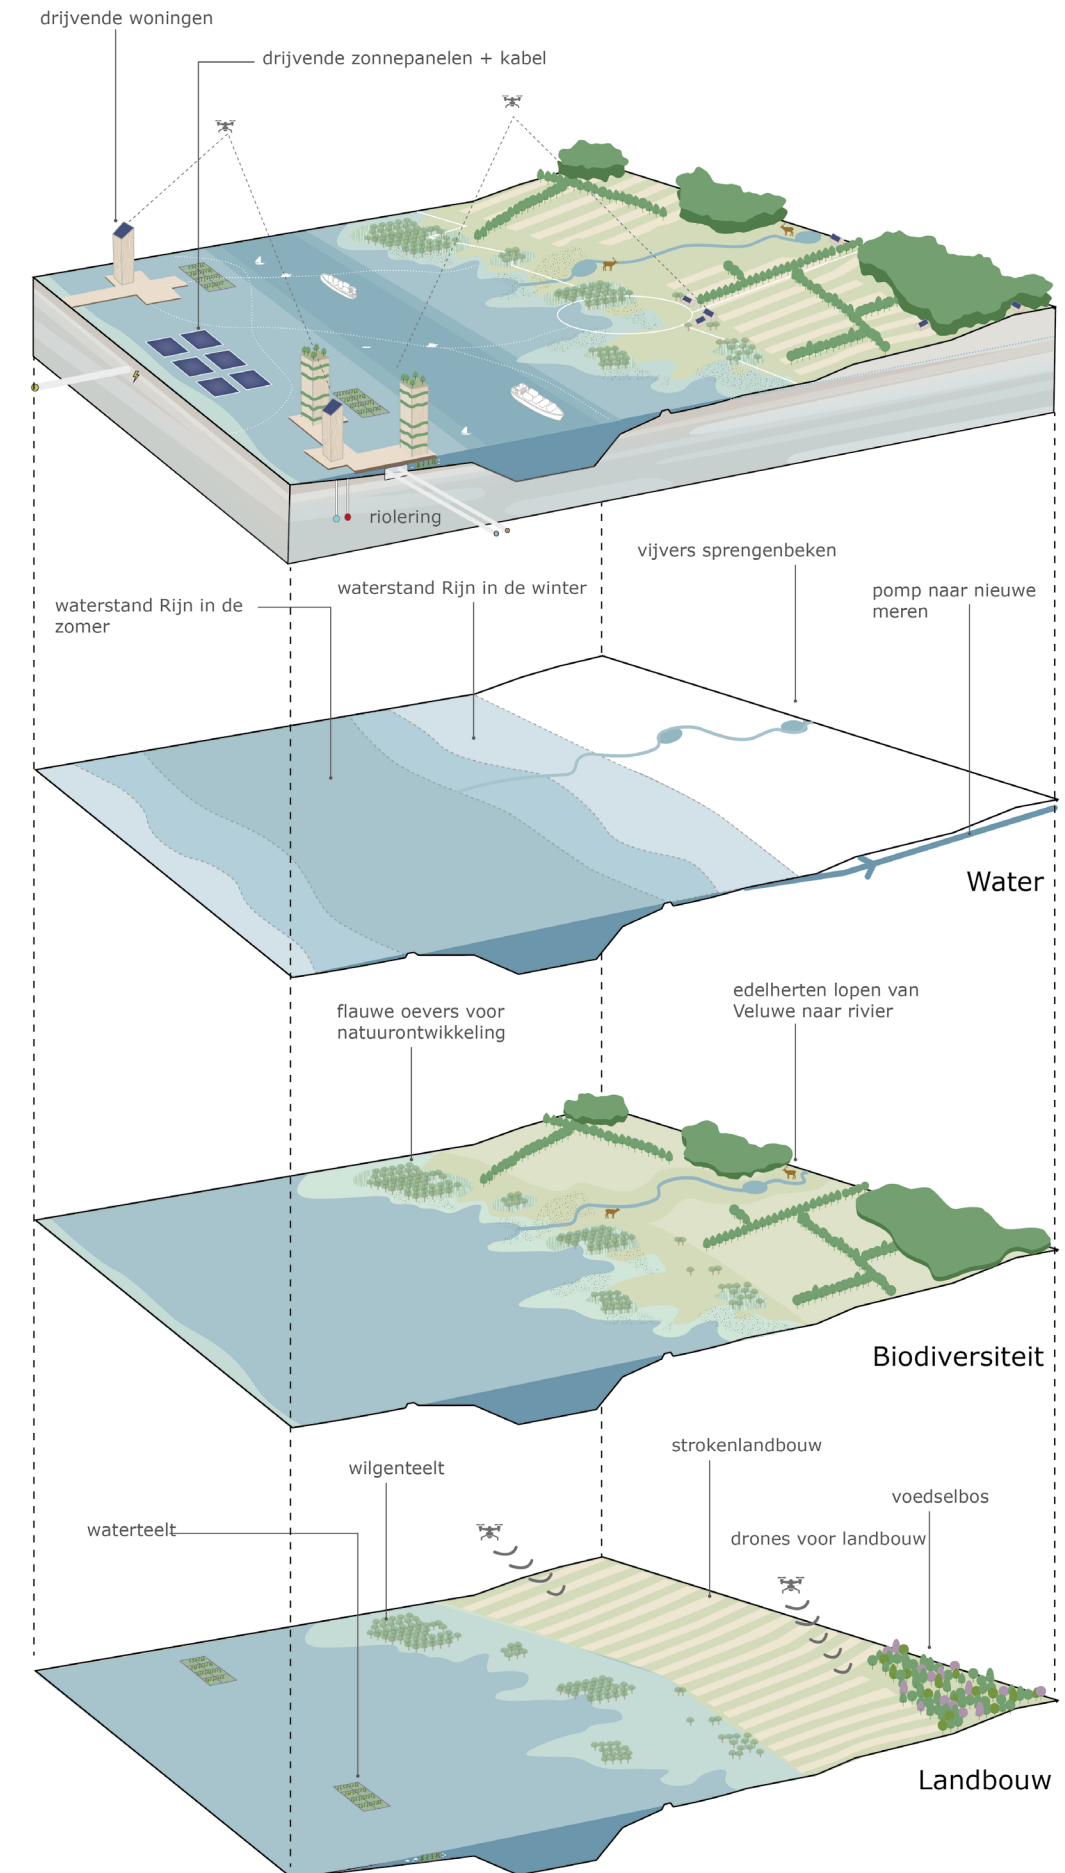 drijvende woningen
drijvende zonnepanelen + kabel
riolering
vijvers sprengenbeken
waterstand Rijn in de winter
pomp naar nieuwe
meren
waterstand Rijn in de
zomer
Water
edelherten lopen van
Veluwe naar rivier
flauwe oevers voor
natuurontwikkeling
Biodiversiteit
strokenlandbouw
wilgenteelt
voedselbos
waterteelt
drones voor landbouw
Landbouw